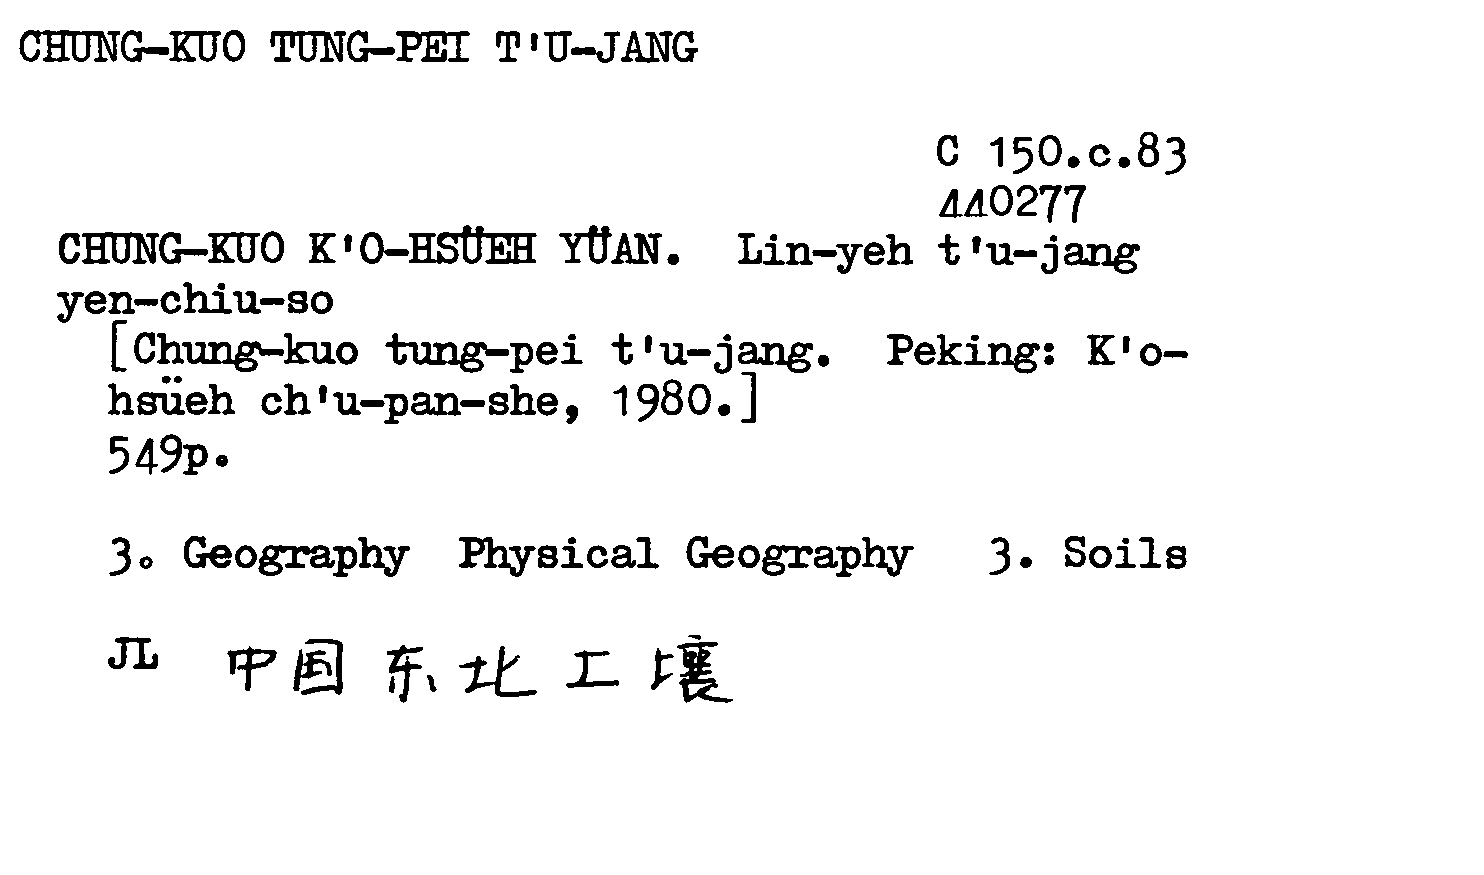 CHUNG-KUO TUNG-PEI T'U-JANG
C 150.c.83
440277
CHUNG-KUO K'O-HSÜEH YÜAN. Lin-yeh t'u-jang
yen-chiu-so
[Chung-kuo tung-pei t'u-jang. Peking: K'o-
hsüeh ch'u-pan-she, 1980.]
549p.
3. Geography Physical Geography 3. Soils
JL 中国东北工壤